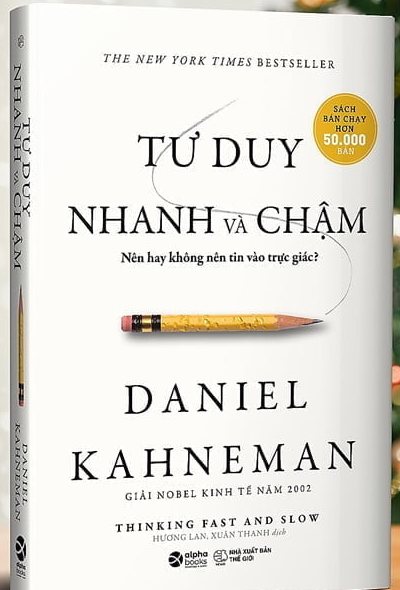 THE NEW YORK TIMES BESTSELLER
SÁCH
BÁN CHẠY
HƠN
50.000
BẢN
TƯ DUY
NHANH VÀ CHẬM
Nên hay không nên tin vào trực giác?
DANIEL
KAHNEMAN
GIẢI NOBEL KINH TẾ NĂM 2002
THINKING FAST AND SLOW
HƯƠNG LAN, XUÂN THANH dịch
alpha
books
NHÀ XUẤT BẢN
THẾ GIỚI
TƯ DUY
NHANH VÀ CHẬM
DANIEL
KAHNEMAN